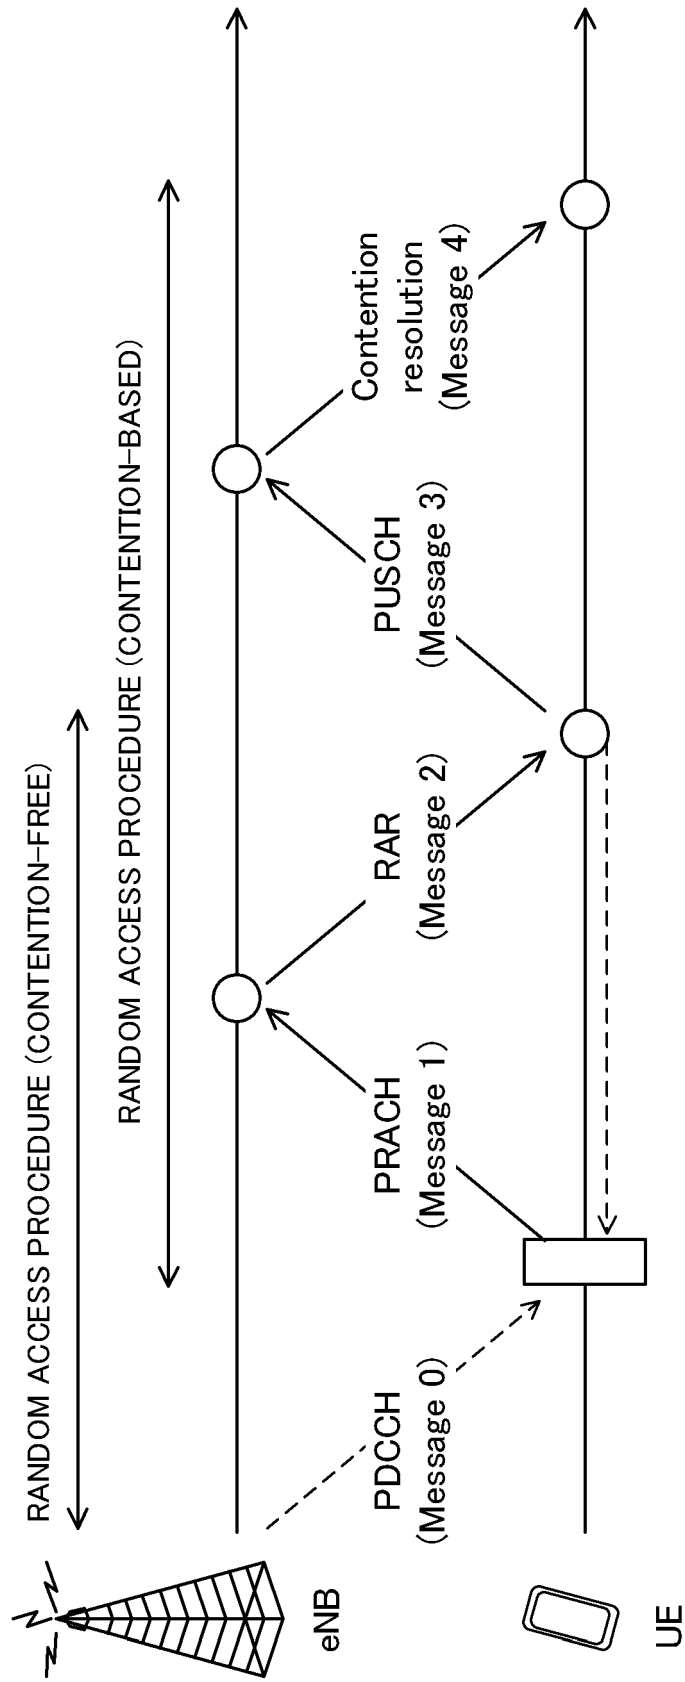 RANDOM ACCESS PROCEDURE (CONTENTION-FREE)
RANDOM ACCESS PROCEDURE (CONTENTION-BASED)
eNB
PDCCH
(Message 0)
PRACH
(Message 1)
RAR
(Message 2)
PUSCH
(Message 3)
Contention
resolution
(Message 4)
UE